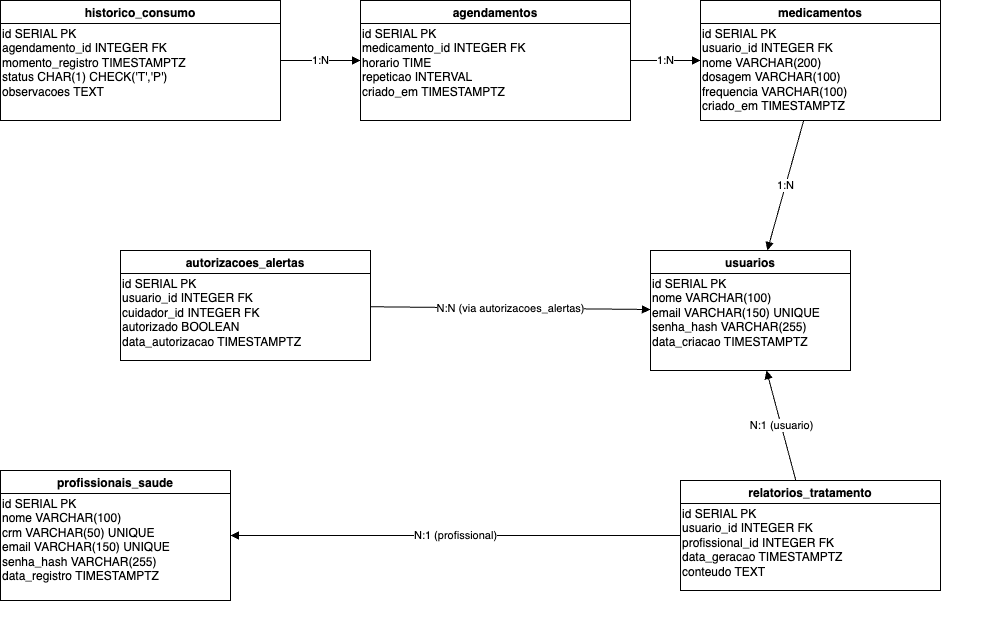 historico_consumo
id SERIAL PK
agendamento_id INTEGER FK
momento_registro TIMESTAMPTZ
status CHAR(1) CHECK('T','P')
observacoes TEXT
1:N
agendamentos
id SERIAL PK
medicamento_id INTEGER FK
horario TIME
repeticao INTERVAL
criado_em TIMESTAMPTZ
1:N
medicamentos
id SERIAL PK
usuario_id INTEGER FK
nome VARCHAR(200)
dosagem VARCHAR(100)
frequencia VARCHAR(100)
criado_em TIMESTAMPTZ
1:N
autorizacoes_alertas
id SERIAL PK
usuario_id INTEGER FK
cuidador_id INTEGER FK
autorizado BOOLEAN
data_autorizacao TIMESTAMPTZ
N:N (via autorizacoes_alertas)
usuarios
id SERIAL PK
nome VARCHAR(100)
email VARCHAR(150) UNIQUE
senha_hash VARCHAR(255)
data_criacao TIMESTAMPTZ
N:1 (usuario)
profissionais_saude
id SERIAL PK
nome VARCHAR(100)
crm VARCHAR(50) UNIQUE
email VARCHAR(150) UNIQUE
senha_hash VARCHAR(255)
data_registro TIMESTAMPTZ
N:1 (profissional)
relatorios_tratamento
id SERIAL PK
usuario_id INTEGER FK
profissional_id INTEGER FK
data_geracao TIMESTAMPTZ
conteudo TEXT